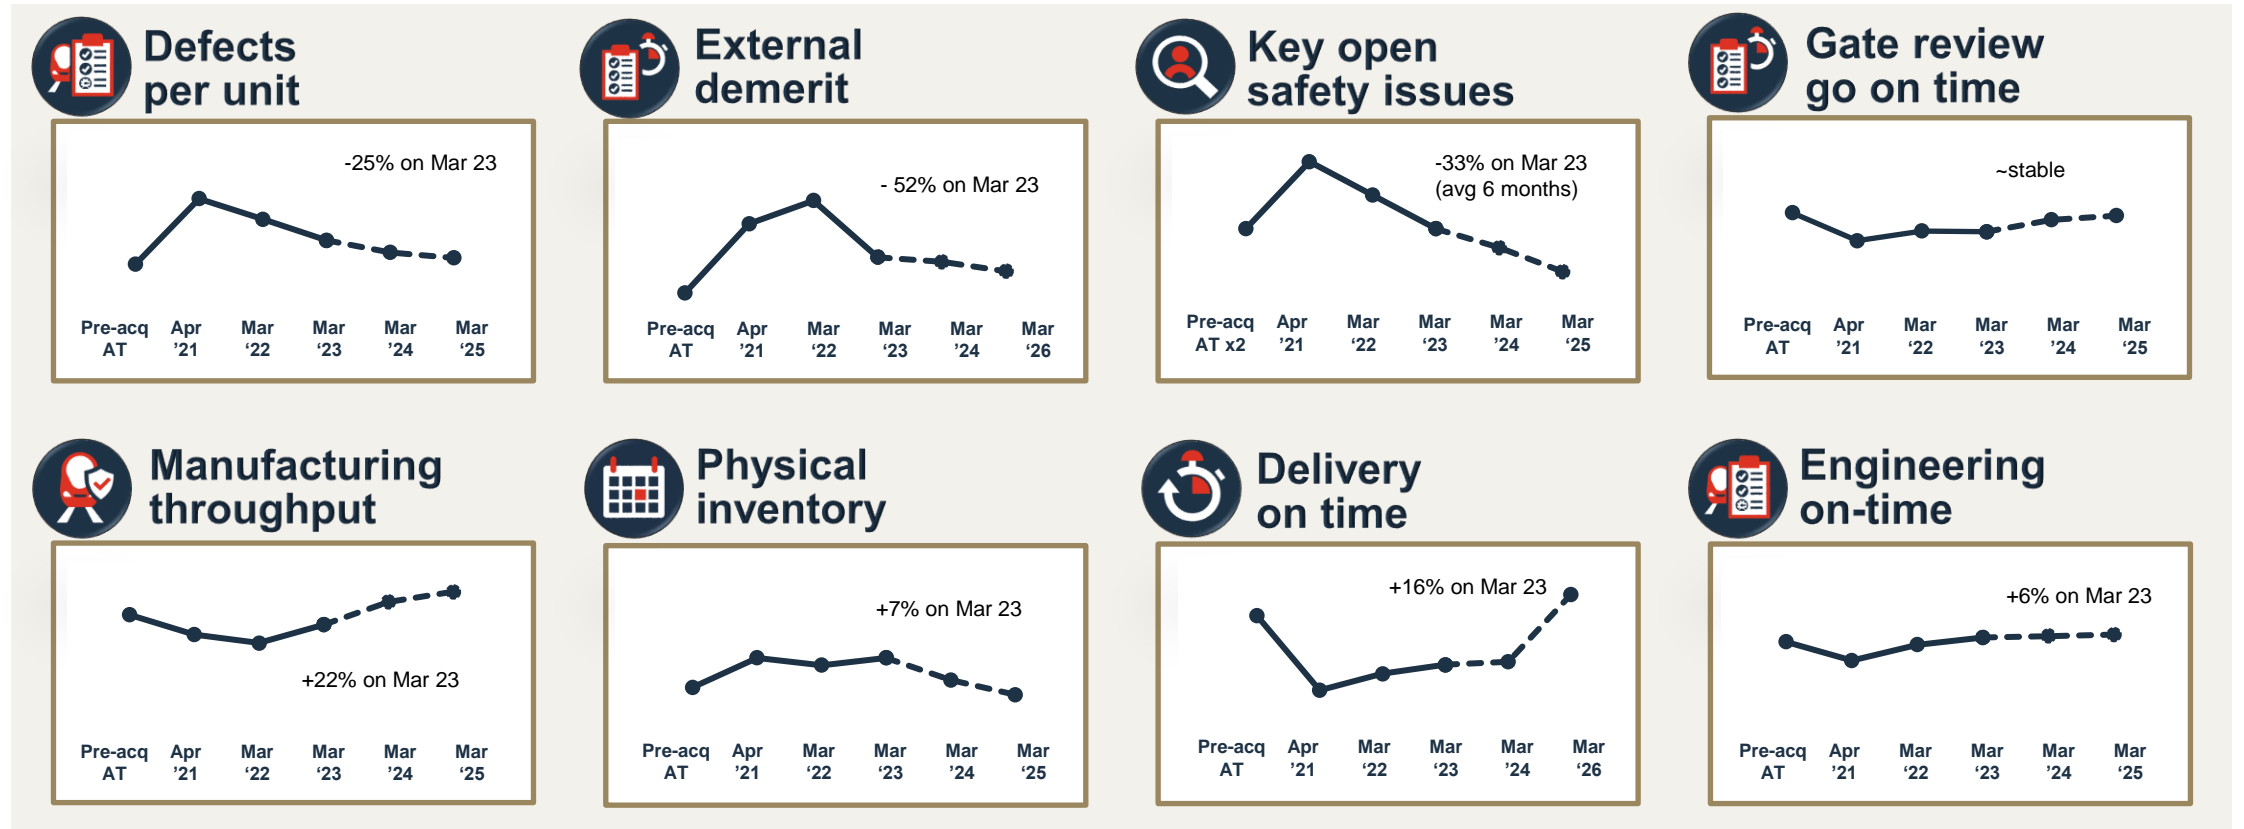 Defects
per unit
-25% on Mar 23
Pre-acq Apr Mar Mar Mar Mar
AT ’21 ‘22 ‘23 ‘24 ‘25
External
demerit
- 52% on Mar 23
Pre-acq Apr Mar Mar Mar Mar
AT ’21 ‘22 ‘23 ‘24 ‘26
Key open
safety issues
-33% on Mar 23
(avg 6 months)
Pre-acq Apr Mar Mar Mar Mar
AT x2 ’21 ‘22 ‘23 ‘24 ‘25
Gate review
go on time
~stable
Pre-acq Apr Mar Mar Mar Mar
AT ’21 ‘22 ‘23 ‘24 ‘25
Manufacturing
throughput
+22% on Mar 23
Pre-acq Apr Mar Mar Mar Mar
AT ’21 ‘22 ‘23 ‘24 ‘25
Physical
inventory
+7% on Mar 23
Pre-acq Apr Mar Mar Mar Mar
AT ’21 ‘22 ‘23 ‘24 ‘25
Delivery
on time
+16% on Mar 23
Pre-acq Apr Mar Mar Mar Mar
AT ’21 ‘22 ‘23 ‘24 ‘26
Engineering
on-time
+6% on Mar 23
Pre-acq Apr Mar Mar Mar Mar
AT ’21 ‘22 ‘23 ‘24 ‘25